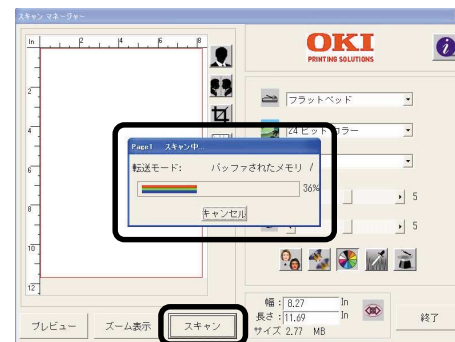 スキャン マネージャー
In 2 4 6 8
2
4
6
8
10
12
OKI
PRINTING SOLUTIONS
i
フラットベッド
24 ビット カラー
Page1 スキャン中...
転送モード: バッファされたメモリ /
36%
キャンセル
5
5
幅: 8.27 In
長さ: 11.69 In
サイズ 2.77 MB
プレビュー
ズーム表示
スキャン
終了